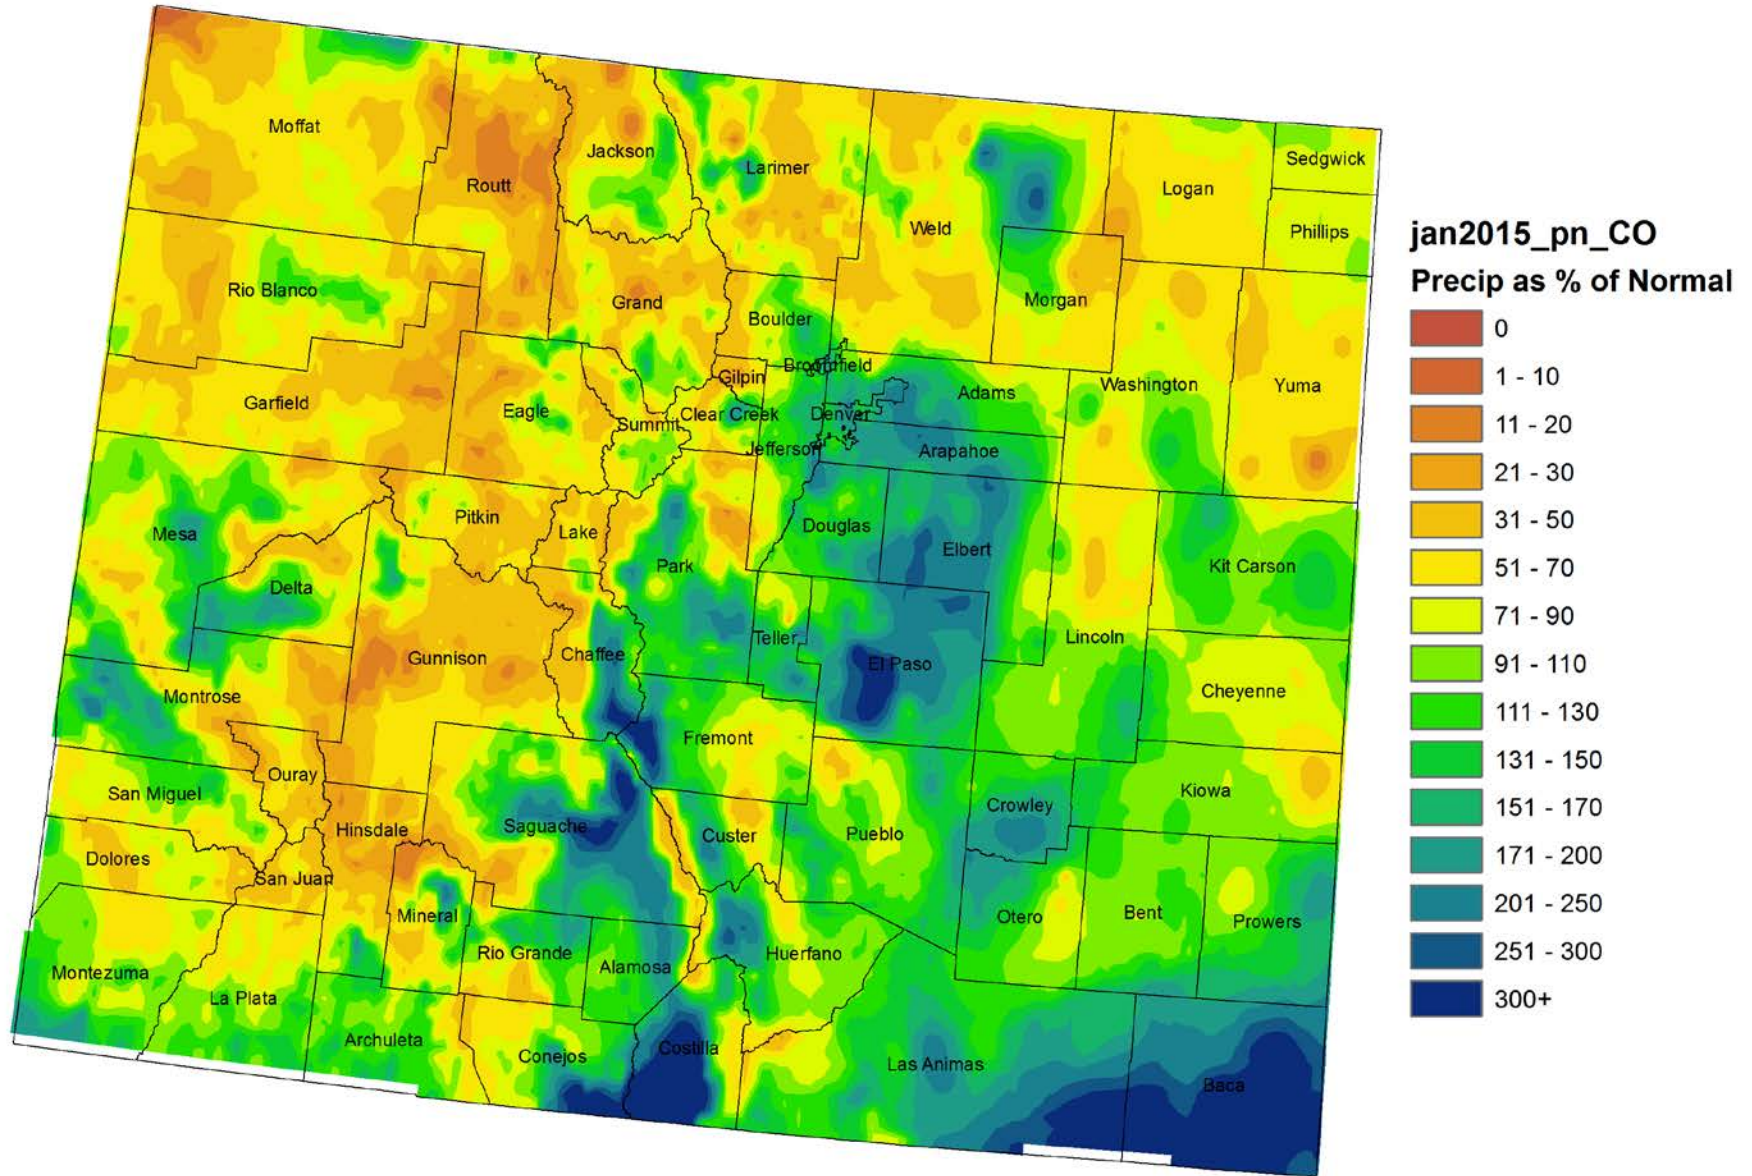 Moffat
Routt
Jackson
Larimer
Weld
Logan
Sedgwick
Phillips
Rio Blanco
Grand
Boulder
Morgan
Broomfield
Gilpin
Garfield
Eagle
Summit
Clear Creek
Denver
Adams
Washington
Yuma
Jefferson
Arapahoe
Mesa
Pitkin
Lake
Park
Douglas
Elbert
Kit Carson
Delta
Gunnison
Chaffee
Teller
El Paso
Lincoln
Cheyenne
Montrose
Fremont
San Miguel
Ouray
Hinsdale
Saguache
Custer
Pueblo
Crowley
Kiowa
Dolores
San Juan
Mineral
Rio Grande
Alamosa
Huerfano
Otero
Bent
Prowers
Montezuma
La Plata
Archuleta
Conejos
Costilla
Las Animas
Baca
jan2015_pn_CO
Precip as % of Normal
0
1 - 10
11 - 20
21 - 30
31 - 50
51 - 70
71 - 90
91 - 110
111 - 130
131 - 150
151 - 170
171 - 200
201 - 250
251 - 300
300+